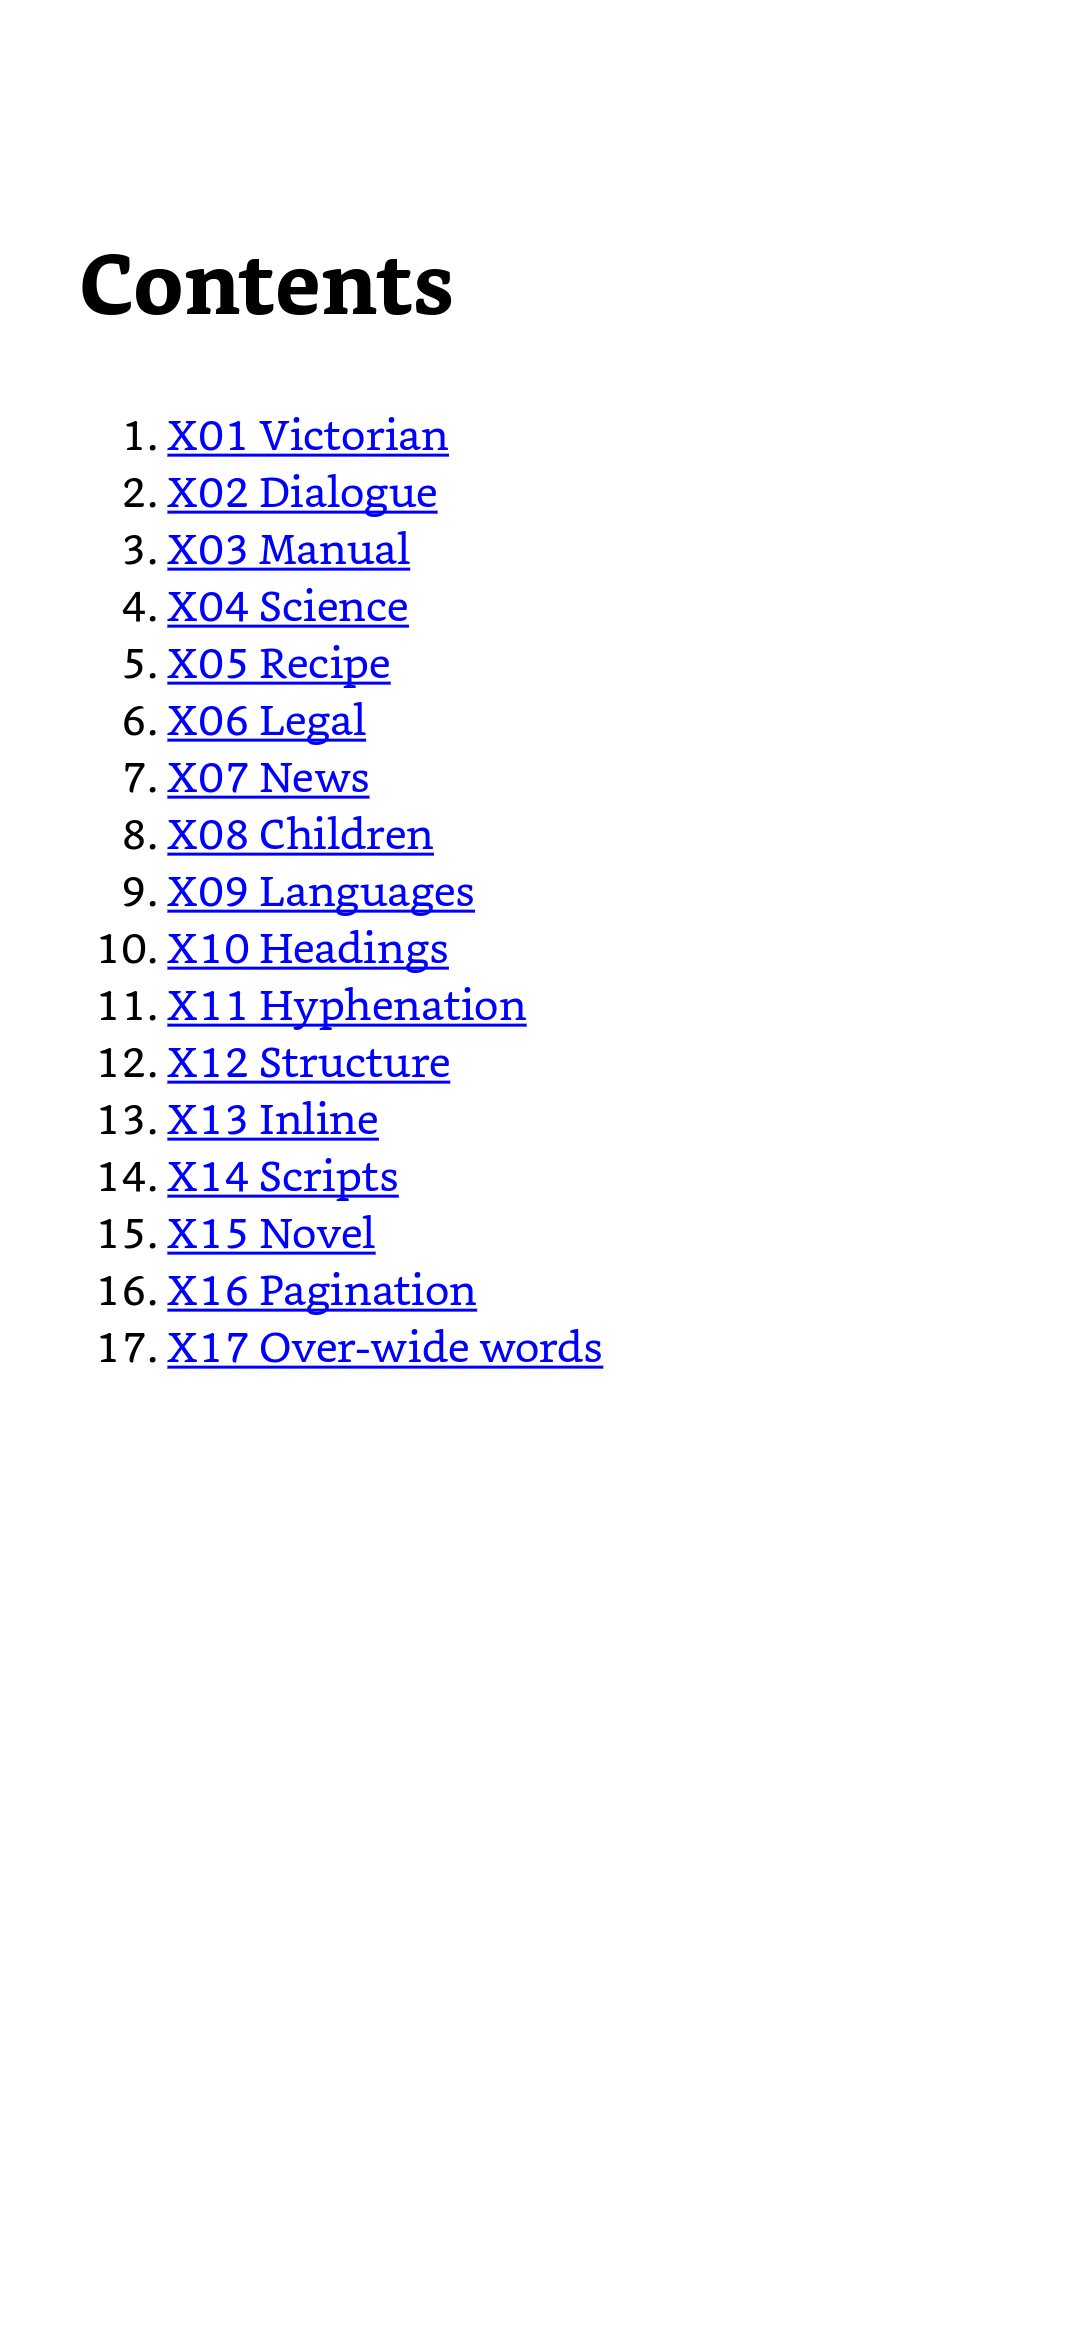 Contents
1. X01 Victorian
2. X02 Dialogue
3. X03 Manual
4. X04 Science
5. X05 Recipe
6. X06 Legal
7. X07 News
8. X08 Children
9. X09 Languages
10. X10 Headings
11. X11 Hyphenation
12. X12 Structure
13. X13 Inline
14. X14 Scripts
15. X15 Novel
16. X16 Pagination
17. X17 Over-wide words